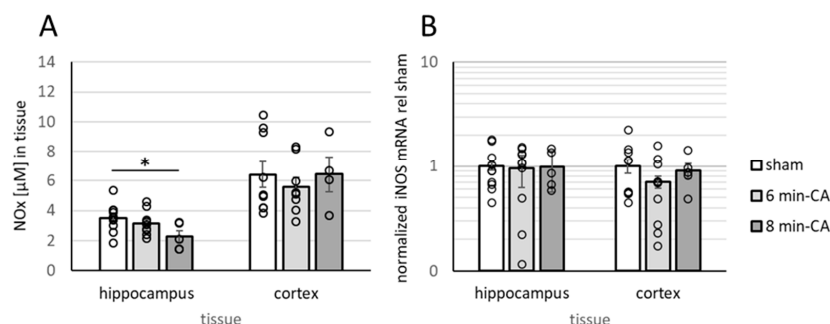 A
NOx [µM] in tissue
14
12
10
8
6
4
2
0
*
hippocampus
cortex
tissue
B
normalized iNOS mRNA rel sham
10
1
0
hippocampus
cortex
tissue
sham
6 min-CA
8 min-CA